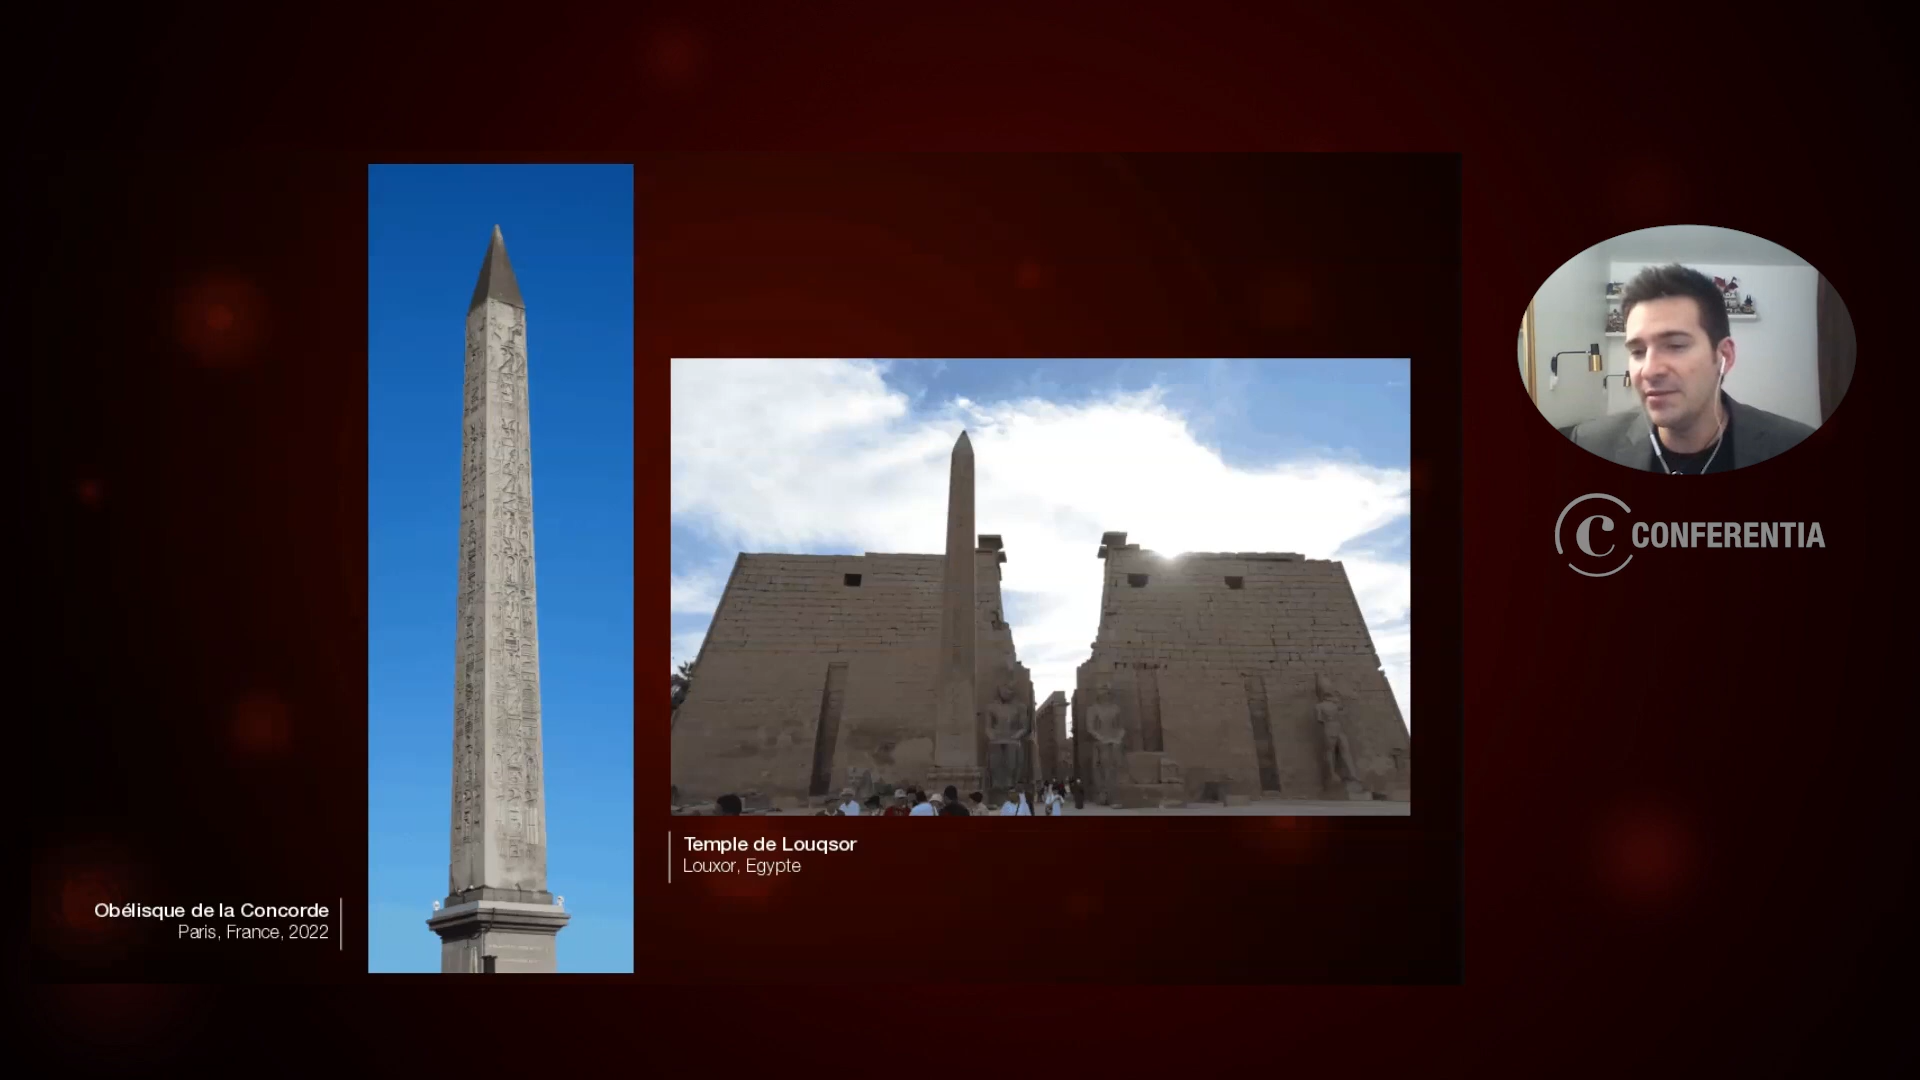 Obélisque de la Concorde
Paris, France, 2022
Temple de Louqsor
Louxor, Egypte
C CONFERENTIA